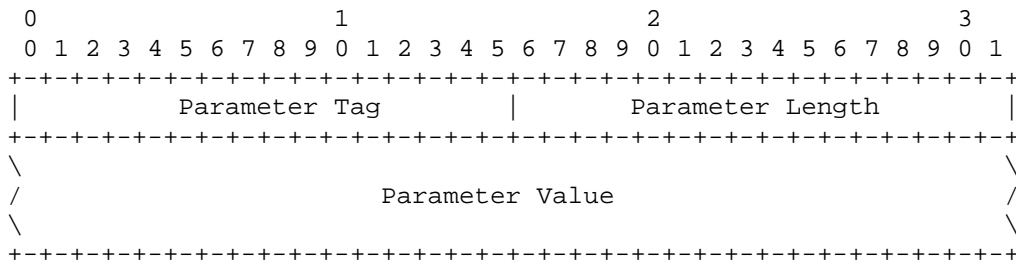 0                   1                   2                   3
 0 1 2 3 4 5 6 7 8 9 0 1 2 3 4 5 6 7 8 9 0 1 2 3 4 5 6 7 8 9 0 1
+-+-+-+-+-+-+-+-+-+-+-+-+-+-+-+-+-+-+-+-+-+-+-+-+-+-+-+-+-+-+-+-+
|          Parameter Tag        |       Parameter Length        |
+-+-+-+-+-+-+-+-+-+-+-+-+-+-+-+-+-+-+-+-+-+-+-+-+-+-+-+-+-+-+-+-+
\                                                               \
/                       Parameter Value                         /
\                                                               \
+-+-+-+-+-+-+-+-+-+-+-+-+-+-+-+-+-+-+-+-+-+-+-+-+-+-+-+-+-+-+-+-+